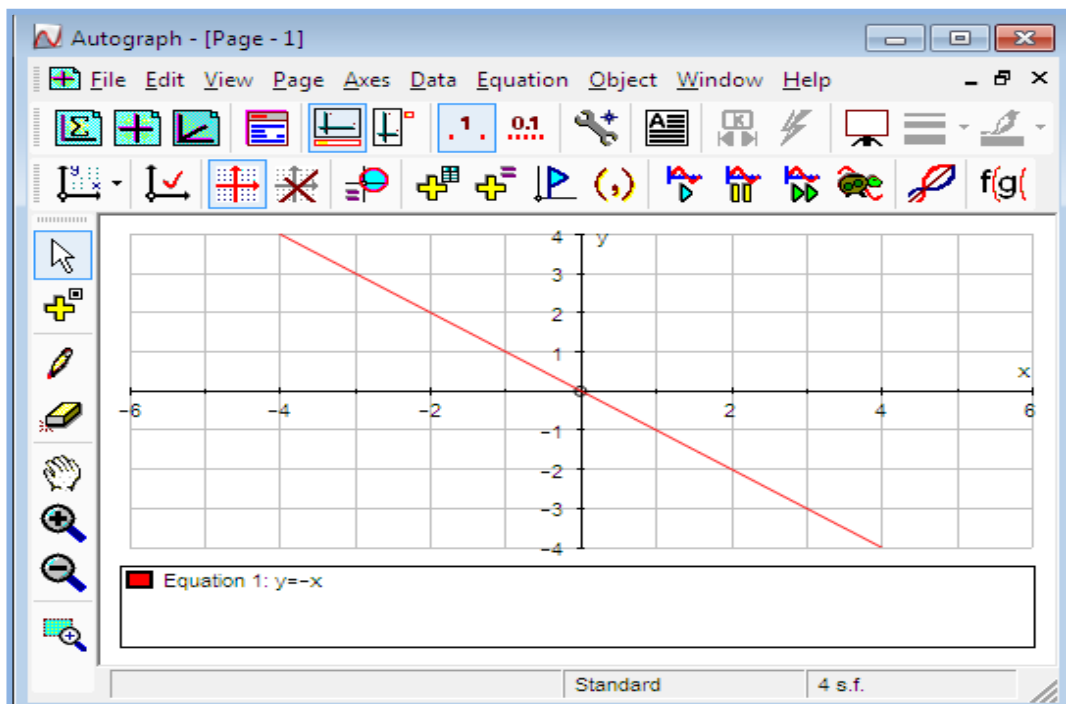 Autograph - [Page - 1]
File Edit View Page Axes Data Equation Object Window Help
Σ .1. 0.1 A K
y x f(g(
4 y
3
2
1
x
-6 -4 -2 2 4 6
-1
-2
-3
-4
Equation 1: y=-x
Standard 4 s.f.